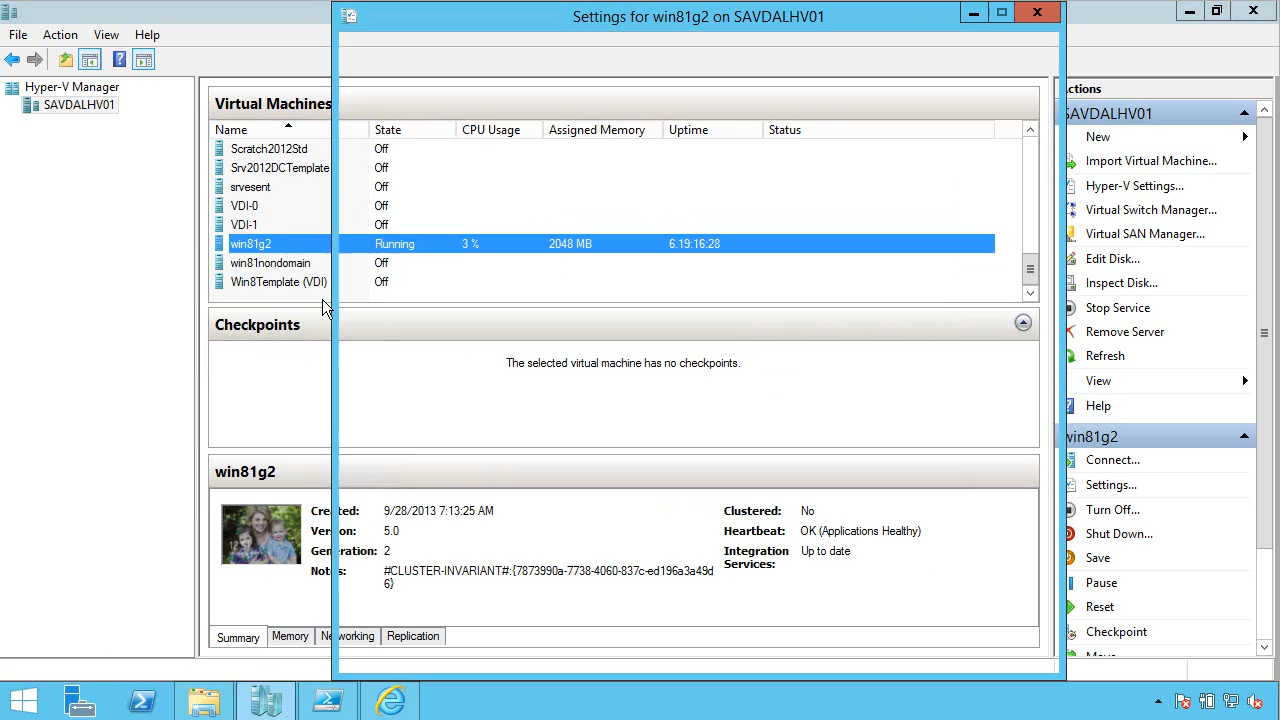 Settings for win81g2 on SAVDALHV01
File Action View Help
Hyper-V Manager
SAVDALHV01
Virtual Machines
Name State CPU Usage Assigned Memory Uptime Status
Scratch2012Std Off
Srv2012DCTemplate Off
srvesent Off
VDI-0 Off
VDI-1 Off
win81g2 Running 3 % 2048 MB 6.19:16:28
win81nondomain Off
Win8Template (VDI) Off
Checkpoints
The selected virtual machine has no checkpoints.
win81g2
Created: 9/28/2013 7:13:25 AM Clustered: No
Version: 5.0 Heartbeat: OK (Applications Healthy)
Generation: 2 Integration Services: Up to date
Notes: #CLUSTER-INVARIANT#:{7873990a-7738-4060-837c-ed196a3a49d
6}
Summary Memory Networking Replication
Actions
SAVDALHV01
New
Import Virtual Machine...
Hyper-V Settings...
Virtual Switch Manager...
Virtual SAN Manager...
Edit Disk...
Inspect Disk...
Stop Service
Remove Server
Refresh
View
Help
win81g2
Connect...
Settings...
Turn Off...
Shut Down...
Save
Pause
Reset
Checkpoint
Move...